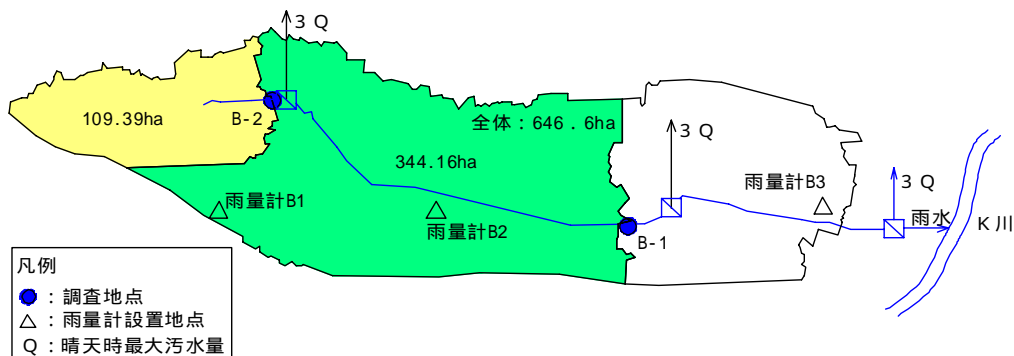 3 Q
109.39ha
B-2
全体：646．6ha
344.16ha
3 Q
雨量計B3
3 Q
雨量計B1
雨量計B2
B-1
雨水
K川
凡例
：調査地点
：雨量計設置地点
Q：晴天時最大汚水量